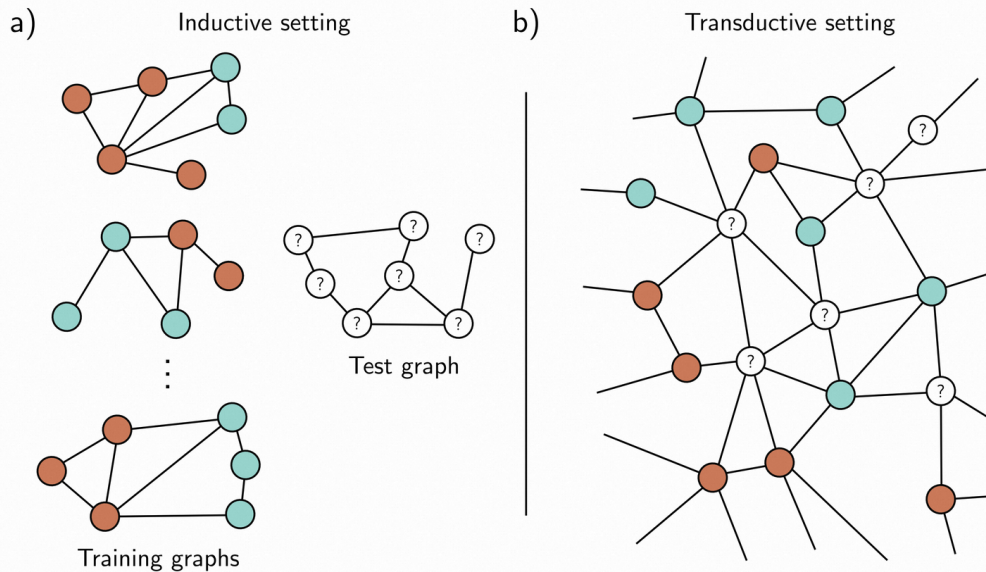 a)
Inductive setting
?
?
?
?
?
?
?
Test graph
⋮
Training graphs
b)
Transductive setting
?
?
?
?
?
?